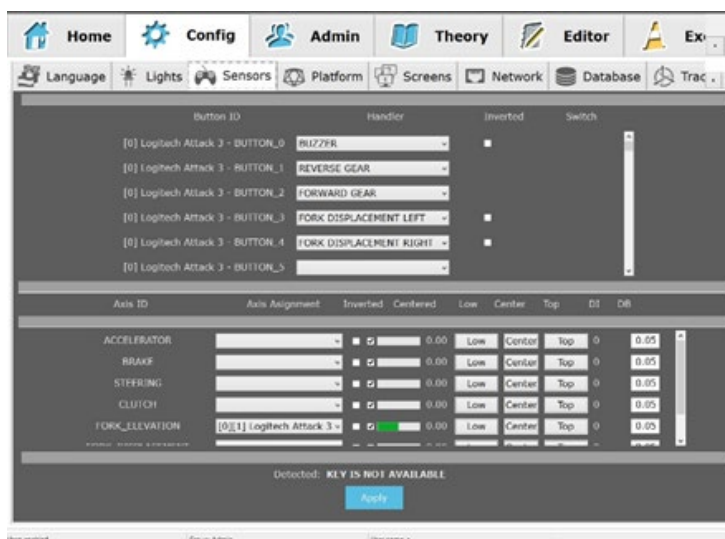 Home Config Admin Theory Editor Ex
Language Lights Sensors Platform Screens Network Database Trac
Button ID Handler Inverted Switch
[0] Logitech Attack 3 - BUTTON_0 BUZZER
[0] Logitech Attack 3 - BUTTON_1 REVERSE GEAR
[0] Logitech Attack 3 - BUTTON_2 FORWARD GEAR
[0] Logitech Attack 3 - BUTTON_3 FORK DISPLACEMENT LEFT
[0] Logitech Attack 3 - BUTTON_4 FORK DISPLACEMENT RIGHT
[0] Logitech Attack 3 - BUTTON_5
Axis ID Axis Asignment Inverted Centered Low Center Top DI DB
ACCELERATOR 0.00 Low Center Top 0 0.05
BRAKE 0.00 Low Center Top 0 0.05
STEERING 0.00 Low Center Top 0 0.05
CLUTCH 0.00 Low Center Top 0 0.05
FORK_ELEVATION [0][1] Logitech Attack 3 0.00 Low Center Top 0 0.05
Detected: KEY IS NOT AVAILABLE
Apply